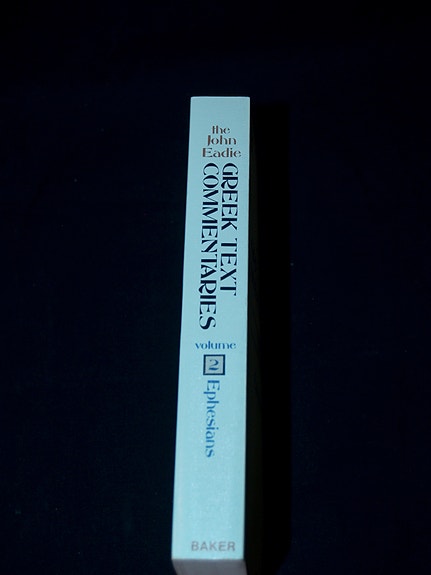 the
John
Eadie
GREEK TEXT
COMMENTARIES
volume
2
Ephesians
BAKER